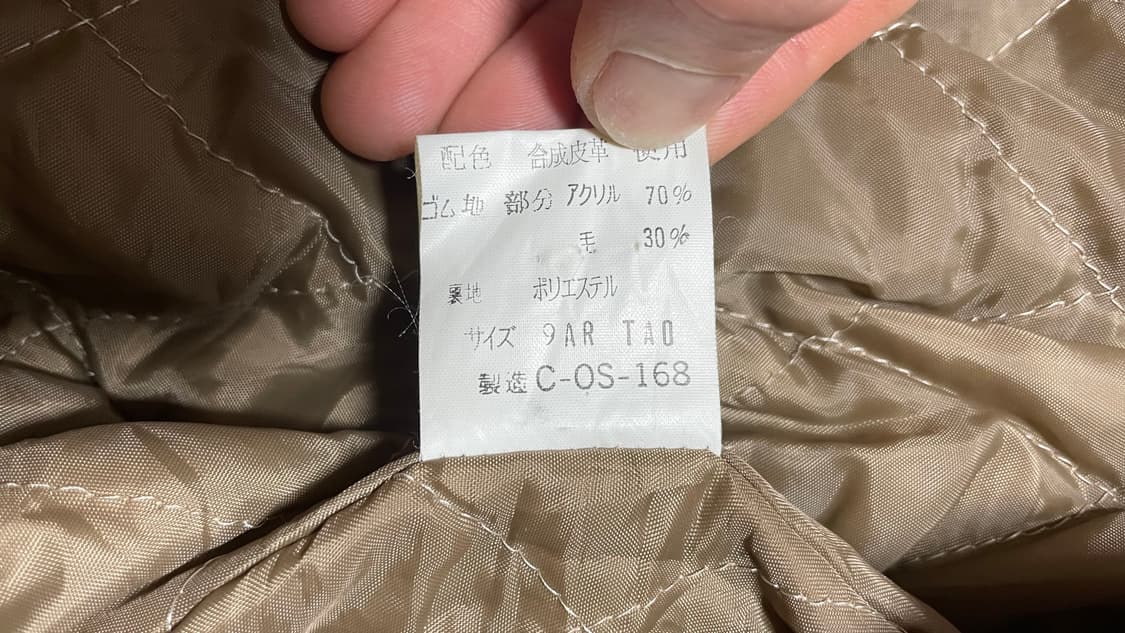 配色 合成皮革 使用
ゴム地 部分 アクリル 70%
毛 30%
裏地 ポリエステル
サイズ 9AR TAO
製造 C-OS-168